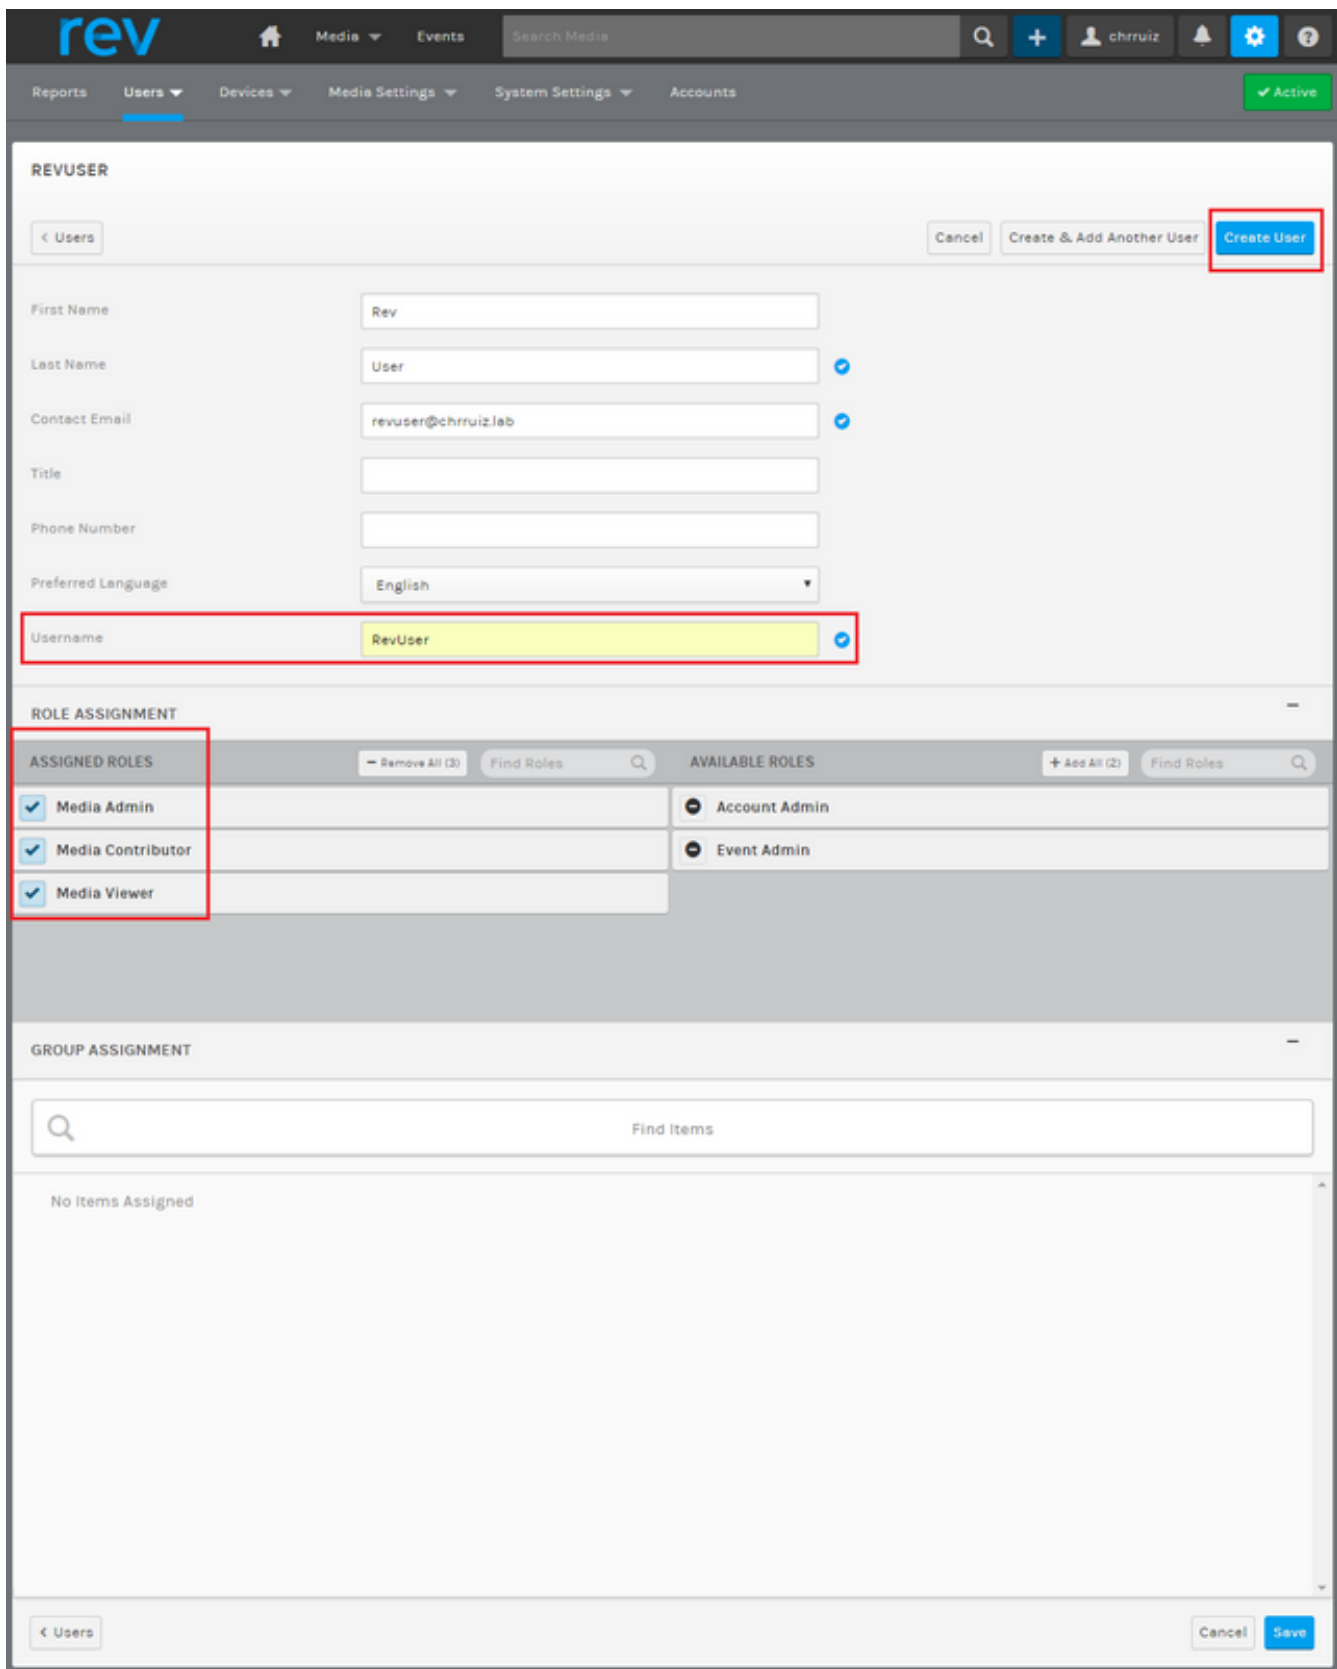 rev Media Events Search Media chrruiz
Reports Users Devices Media Settings System Settings Accounts Active
REVUSER
< Users Cancel Create & Add Another User Create User
First Name Rev
Last Name User
Contact Email revuser@chrruiz.lab
Title
Phone Number
Preferred Language English
Username RevUser
ROLE ASSIGNMENT
ASSIGNED ROLES Remove All (3) Find Roles AVAILABLE ROLES + Add All (2) Find Roles
Media Admin Account Admin
Media Contributor Event Admin
Media Viewer
GROUP ASSIGNMENT
Find Items
No Items Assigned
< Users Cancel Save